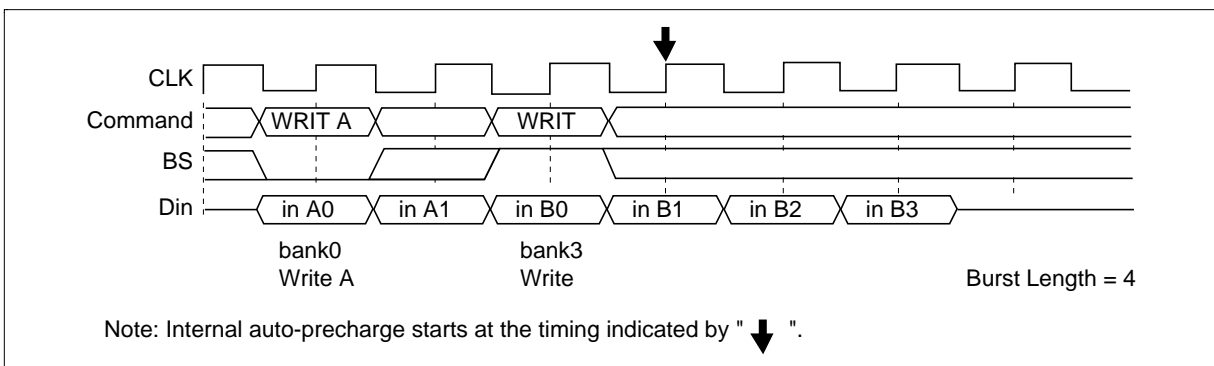 CLK
Command WRIT A WRIT
BS
Din in A0 in A1 in B0 in B1 in B2 in B3
bank0 bank3
Write A Write Burst Length = 4
Note: Internal auto-precharge starts at the timing indicated by " ".